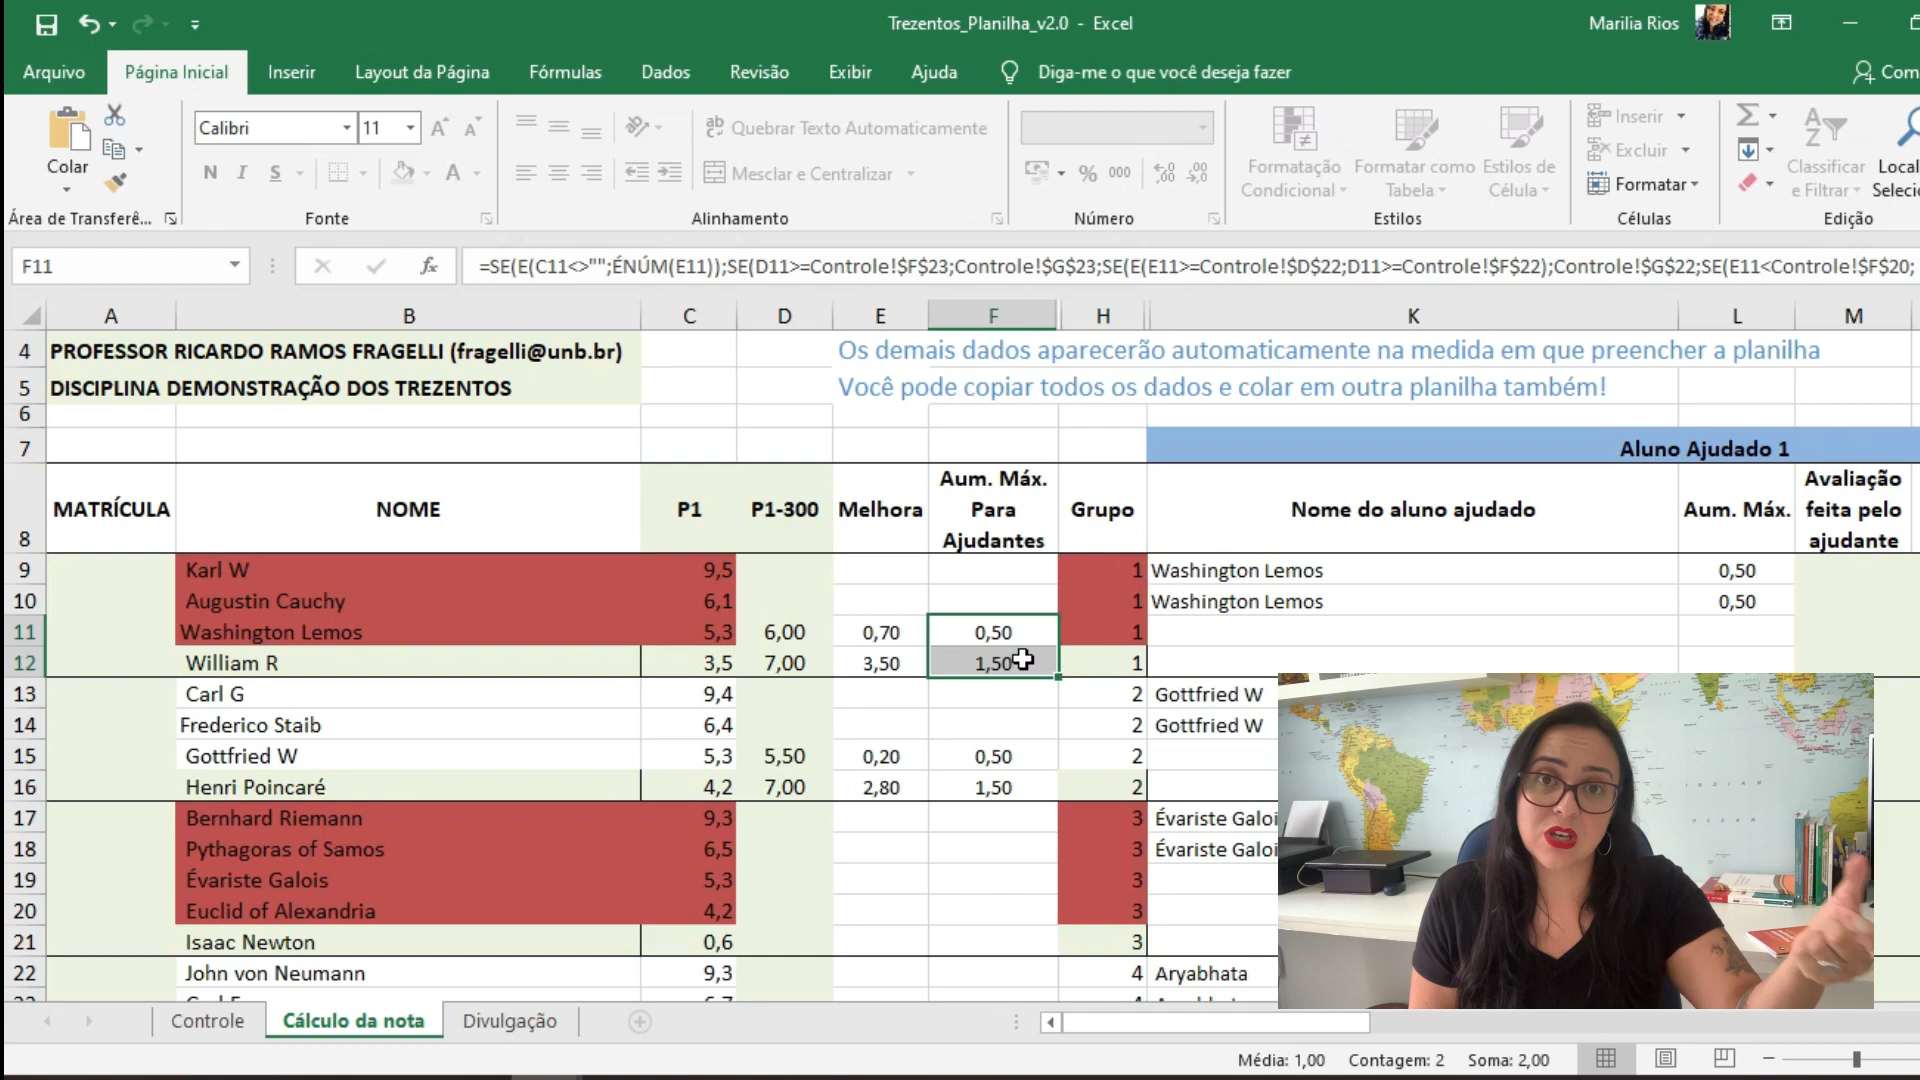 Trezentos_Planilha_v2.0 - Excel
Marilia Rios
Arquivo Página Inicial Inserir Layout da Página Fórmulas Dados Revisão Exibir Ajuda Diga-me o que você deseja fazer Com
Colar
Área de Transferê...
Calibri 11
N I S A
Fonte
ab Quebrar Texto Automaticamente
Mesclar e Centralizar
Alinhamento
% 000
Número
Formatação Condicional
Formatar como Tabela
Estilos de Célula
Estilos
Inserir
Excluir
Formatar
Células
Classificar e Filtrar
Local
Seleci
Edição
F11 fx =SE(E(C11<>"";ÉNÚM(E11));SE(D11>=Controle!$F$23;Controle!$G$23;SE(E(E11>=Controle!$D$22;D11>=Controle!$F$22);Controle!$G$22;SE(E11<Controle!$F$20;
A B C D E F H K L M
4 PROFESSOR RICARDO RAMOS FRAGELLI (fragelli@unb.br) Os demais dados aparecerão automaticamente na medida em que preencher a planilha
5 DISCIPLINA DEMONSTRAÇÃO DOS TREZENTOS Você pode copiar todos os dados e colar em outra planilha também!
6
7 Aluno Ajudado 1
8 MATRÍCULA NOME P1 P1-300 Melhora Aum. Máx. Para Ajudantes Grupo Nome do aluno ajudado Aum. Máx. Avaliação feita pelo ajudante
9 Karl W 9,5 1 Washington Lemos 0,50
10 Augustin Cauchy 6,1 1 Washington Lemos 0,50
11 Washington Lemos 5,3 6,00 0,70 0,50 1
12 William R 3,5 7,00 3,50 1,50 1
13 Carl G 9,4 2 Gottfried W
14 Frederico Staib 6,4 2 Gottfried W
15 Gottfried W 5,3 5,50 0,20 0,50 2
16 Henri Poincaré 4,2 7,00 2,80 1,50 2
17 Bernhard Riemann 9,3 3 Évariste Galoi
18 Pythagoras of Samos 6,5 3 Évariste Galoi
19 Évariste Galois 5,3 3
20 Euclid of Alexandria 4,2 3
21 Isaac Newton 0,6 3
22 John von Neumann 9,3 4 Aryabhata
Controle Cálculo da nota Divulgação
Média: 1,00 Contagem: 2 Soma: 2,00